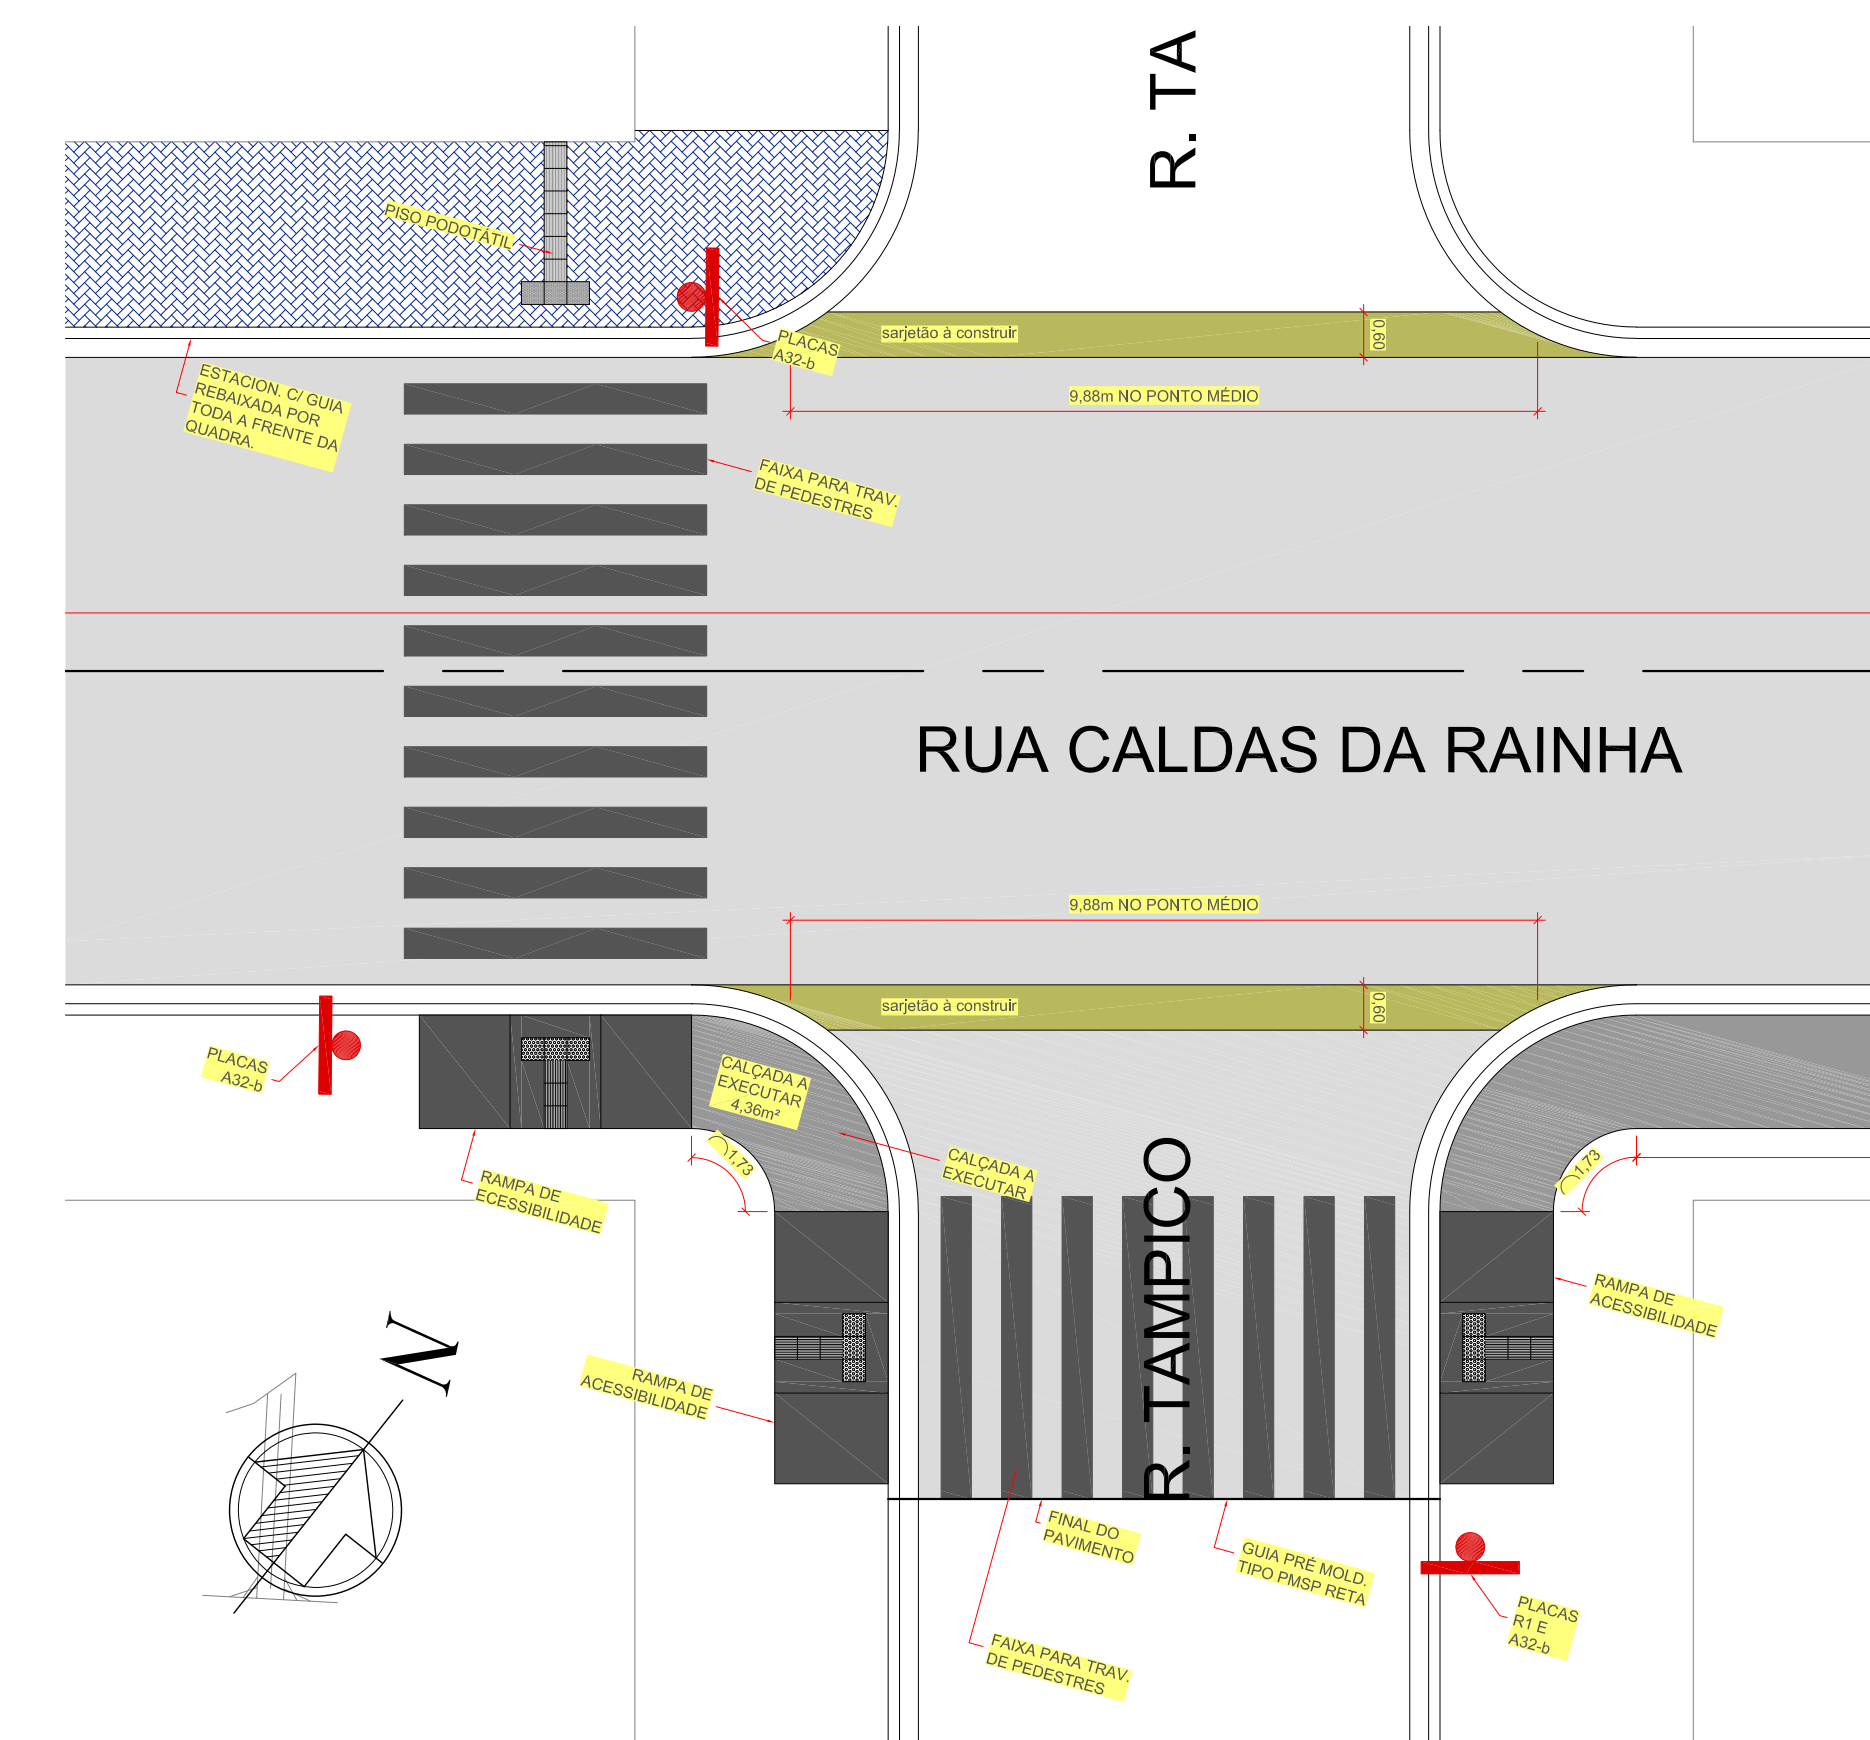 R. TA
PISO PODOTÁTIL
sarjetão à construir
0,60
PLACAS
A32-b
ESTACION. C/ GUIA
REBAIXADA POR
TODA A FRENTE DA
QUADRA.
9,88m NO PONTO MÉDIO
FAIXA PARA TRAV.
DE PEDESTRES
RUA CALDAS DA RAINHA
9,88m NO PONTO MÉDIO
sarjetão à construir
0,60
PLACAS
A32-b
CALÇADA A
EXECUTAR
4,36m²
1,73
CALÇADA A
EXECUTAR
1,73
RAMPA DE
ECESSIBILIDADE
R. TAMPICO
RAMPA DE
ACESSIBILIDADE
RAMPA DE
ACESSIBILIDADE
N
FINAL DO
PAVIMENTO
GUIA PRÉ MOLD.
TIPO PMSP RETA
PLACAS
R1 E
A32-b
FAIXA PARA TRAV.
DE PEDESTRES